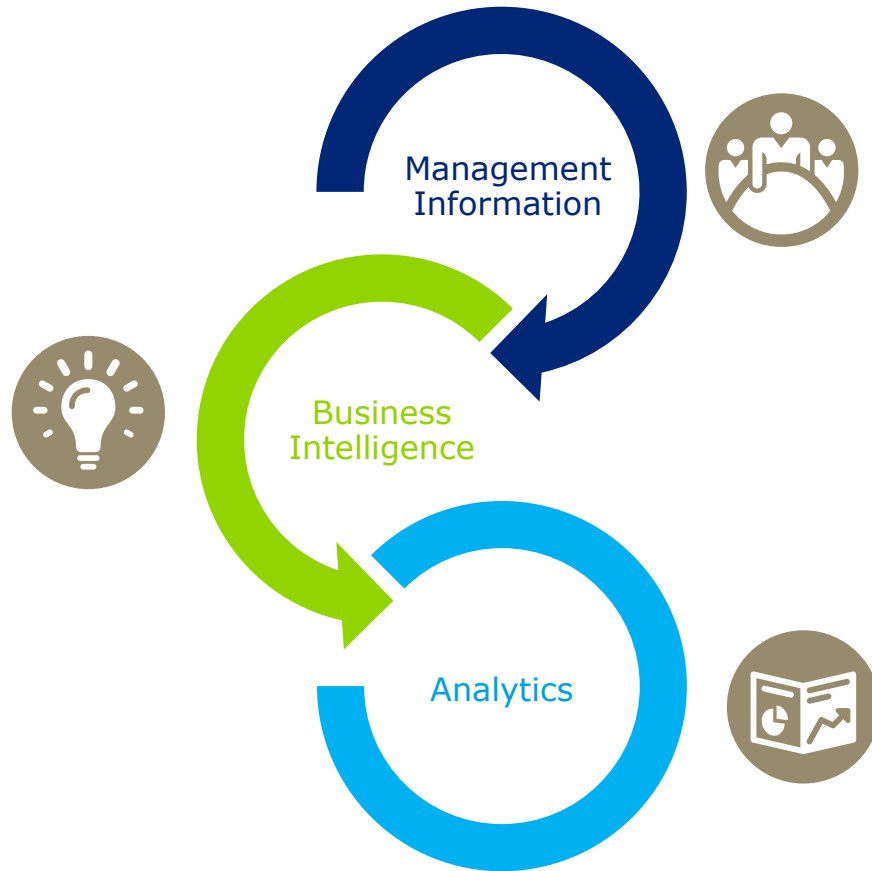 Management
Information
Business
Intelligence
Analytics